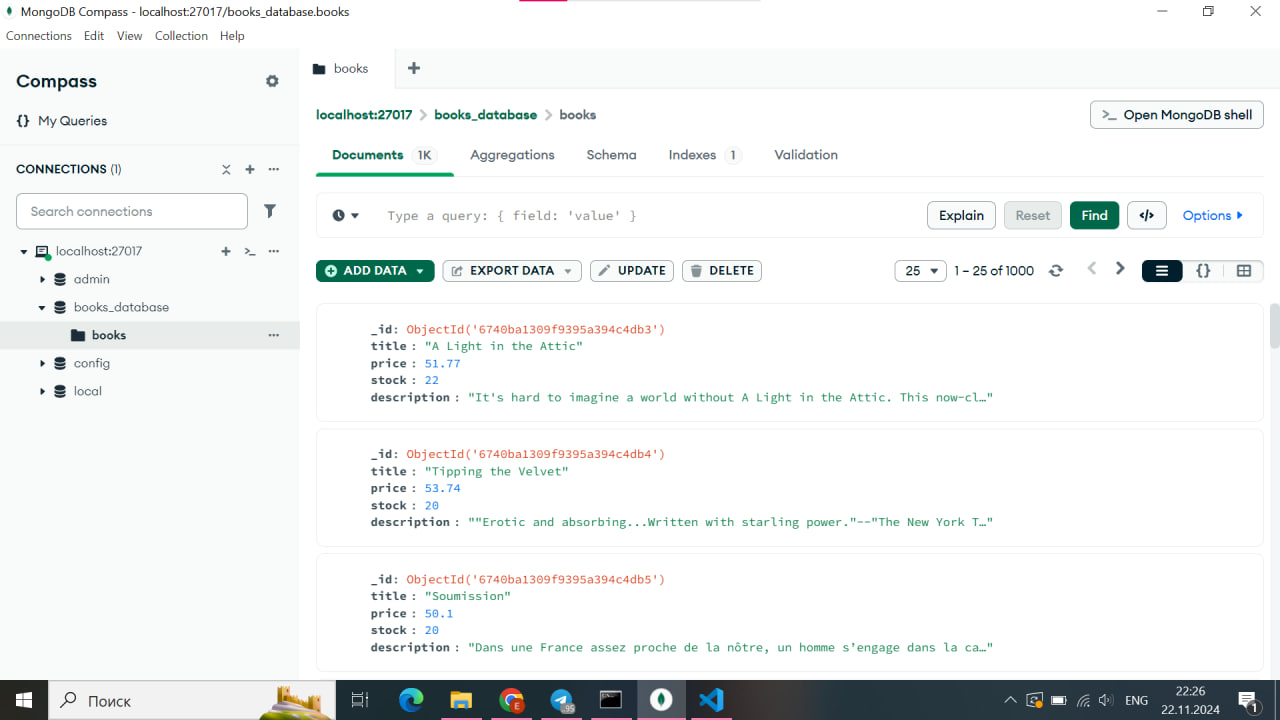 MongoDB Compass - localhost:27017/books_database.books
Connections Edit View Collection Help
Compass
{} My Queries
CONNECTIONS (1)
Search connections
localhost:27017
admin
books_database
books
config
local
books
localhost:27017 > books_database > books
>_ Open MongoDB shell
Documents 1K Aggregations Schema Indexes 1 Validation
Type a query: { field: 'value' }
Explain Reset Find </> Options
ADD DATA EXPORT DATA UPDATE DELETE
25 1 – 25 of 1000 {}
_id: ObjectId('6740ba1309f9395a394c4db3')
title : "A Light in the Attic"
price : 51.77
stock : 22
description : "It's hard to imagine a world without A Light in the Attic. This now-cl…"
_id: ObjectId('6740ba1309f9395a394c4db4')
title : "Tipping the Velvet"
price : 53.74
stock : 20
description : ""Erotic and absorbing...Written with starling power."--"The New York T…"
_id: ObjectId('6740ba1309f9395a394c4db5')
title : "Soumission"
price : 50.1
stock : 20
description : "Dans une France assez proche de la nôtre, un homme s’engage dans la ca…"
Поиск
E
95
ENG
22:26
22.11.2024
1